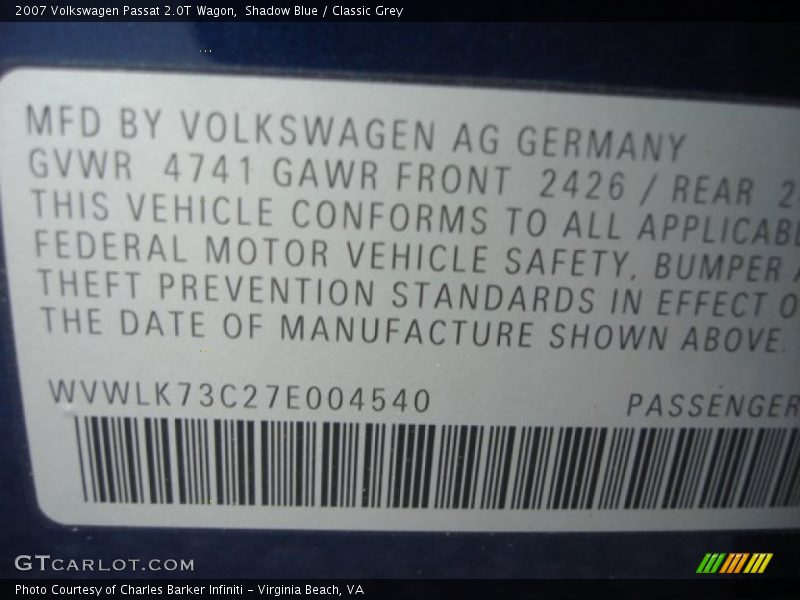 2007 Volkswagen Passat 2.0T Wagon,  Shadow Blue / Classic Grey
MFD BY VOLKSWAGEN AG GERMANY
GVWR 4741 GAWR FRONT 2426 / REAR
THIS VEHICLE CONFORMS TO ALL
FEDERAL MOTOR VEHICLE SAFETY, BUMPER
THEFT PREVENTION STANDARDS IN EFFECT
THE DATE OF MANUFACTURE SHOWN ABOVE.
WVWLK73C27E004540 PASSENGER
GTCARLOT.COM
Photo Courtesy of Charles Barker Infiniti - Virginia Beach, VA